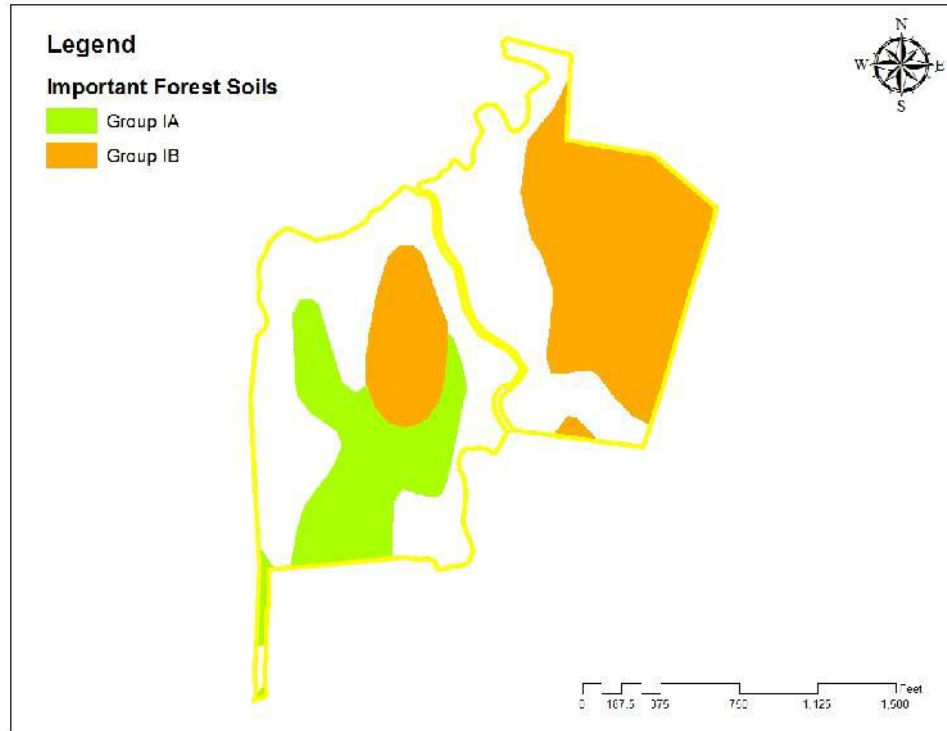 Legend
Important Forest Soils
Group IA
Group IB
N
W E
S
Feet
0 187.5 375 750 1,125 1,500